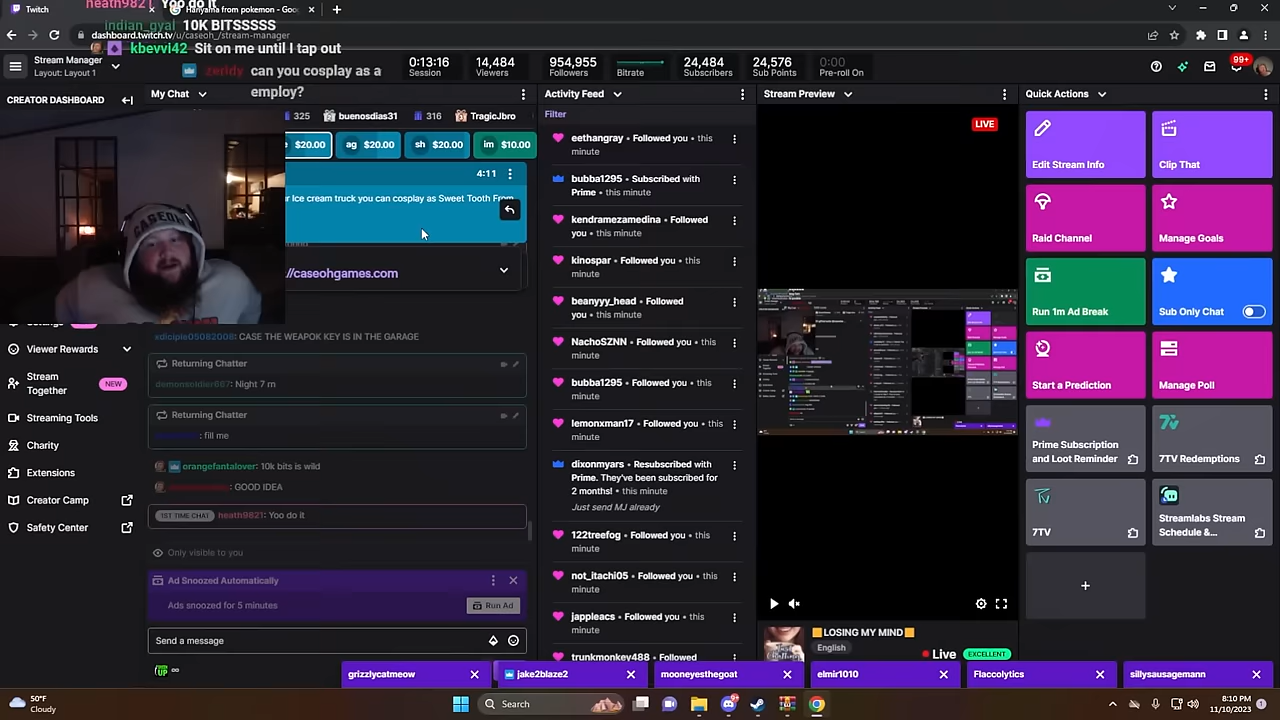 heath9821 Yoo do it
indian_gyal 10K BITSSSSS
kbevvi42 Sit on me until I tap out
zeridy can you cosplay as a
employ?
Twitch
Hanyama from pokemon - Goo
dashboard.twitch.tv/u/caseoh_/stream-manager
Stream Manager
Layout: Layout 1
0:13:16
Session
14,484
Viewers
954,955
Followers
Bitrate
24,484
Subscribers
24,576
Sub Points
0:00
Pre-roll On
99+
CREATOR DASHBOARD
My Chat
325
buenosdias31
316
TragicJbro
$20.00
ag $20.00
sh $20.00
im $10.00
4:11
r Ice cream truck you can cosplay as Sweet Tooth From
//caseohgames.com
CASEOH
Settings
Viewer Rewards
Stream
Together
NEW
Streaming Tools
Charity
Extensions
Creator Camp
Safety Center
CASE THE WEAPOK KEY IS IN THE GARAGE
Returning Chatter
demonsoldier667: Night 7 m
Returning Chatter
: fill me
orangefantalover: 10k bits is wild
: GOOD IDEA
1ST TIME CHAT heath9821: Yoo do it
Only visible to you
Ad Snoozed Automatically
Ads snoozed for 5 minutes
Run Ad
Send a message
Activity Feed
Filter
eethangray • Followed you • this
minute
bubba1295 • Subscribed with
Prime • this minute
kendramezamedina • Followed
you • this minute
kinospar • Followed you • this
minute
beanyyy_head • Followed
you • this minute
NachoSZNN • Followed you •
this minute
bubba1295 • Followed you • this
minute
lemonxman17 • Followed you •
this minute
dixonmyars • Resubscribed with
Prime. They've been subscribed for
2 months! • this minute
Just send MJ already
122treefog • Followed you • this
minute
not_itachi05 • Followed you • this
minute
jappleacs • Followed you • this
minute
trunkmonkey488 • Followed
Stream Preview
LIVE
LOSING MY MIND
English
Live
EXCELLENT
Quick Actions
Edit Stream Info
Clip That
Raid Channel
Manage Goals
Run 1m Ad Break
Sub Only Chat
Start a Prediction
Manage Poll
Prime Subscription
and Loot Reminder
7TV Redemptions
7TV
Streamlabs Stream
Schedule &...
grizzlycatmeow
jake2blaze2
mooneyesthegoat
elmir1010
Flaccolytics
sillysausagemann
50°F
Cloudy
Search
8:10 PM
11/10/2023